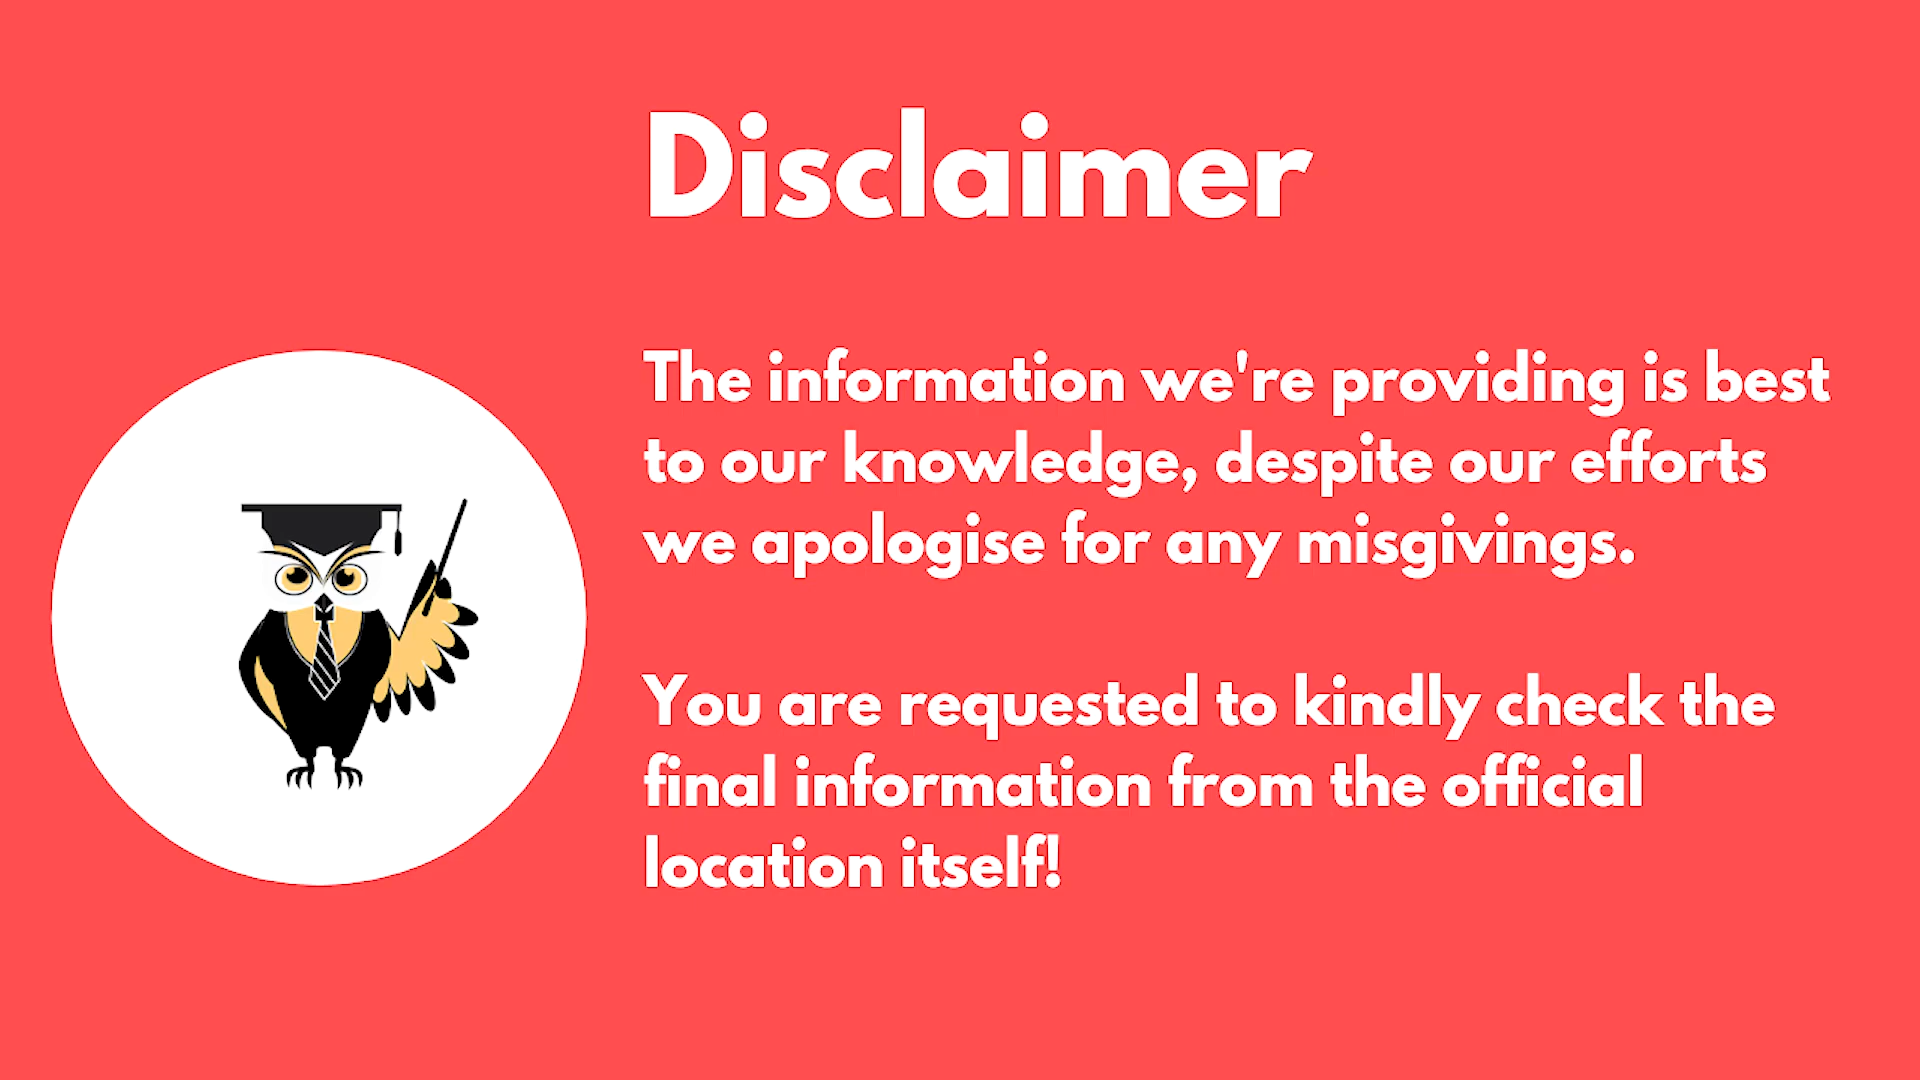 Disclaimer
The information we're providing is best
to our knowledge, despite our efforts
we apologise for any misgivings.
You are requested to kindly check the
final information from the official
location itself!